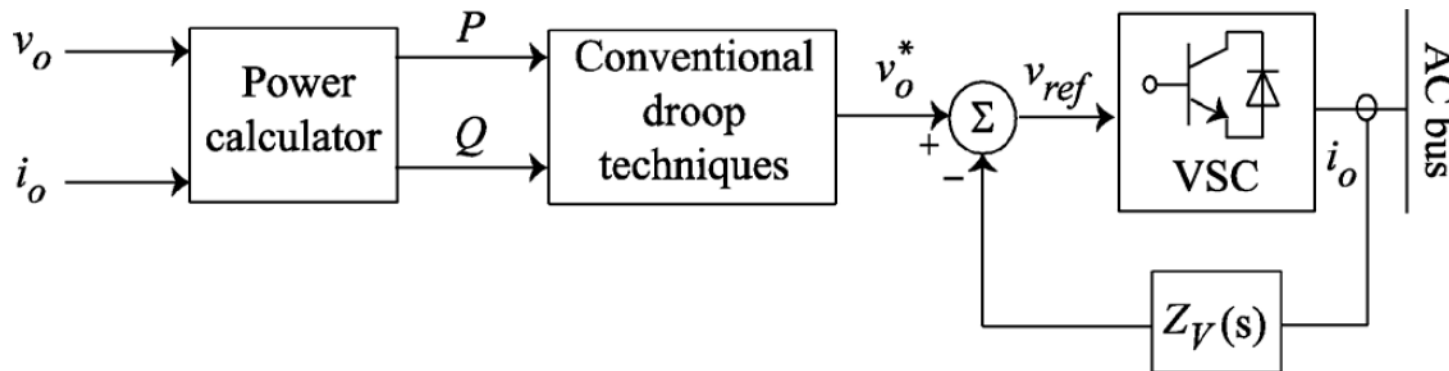 v_o
i_o
Power
calculator
P
Q
Conventional
droop
techniques
v_o^*
+
−
Σ
v_ref
VSC
i_o
AC bus
Z_V(s)